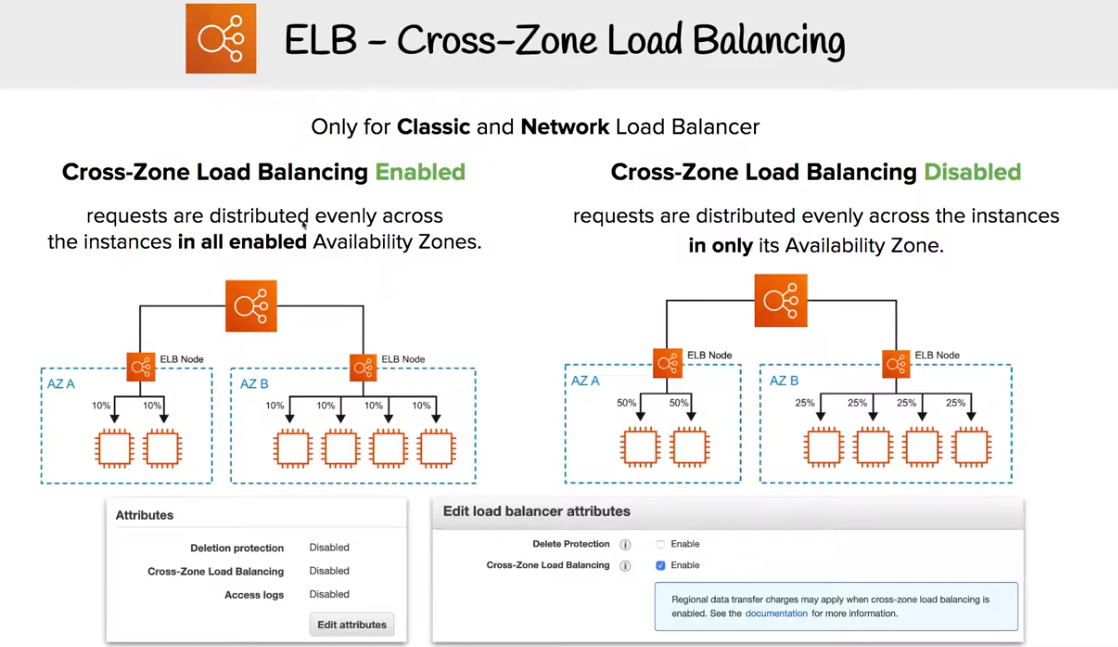 ELB - Cross-Zone Load Balancing
Only for Classic and Network Load Balancer
Cross-Zone Load Balancing Enabled
requests are distributed evenly across
the instances in all enabled Availability Zones.
ELB Node
ELB Node
AZ A
AZ B
10% 10%
10% 10% 10% 10%
Cross-Zone Load Balancing Disabled
requests are distributed evenly across the instances
in only its Availability Zone.
ELB Node
ELB Node
AZ A
AZ B
50% 50%
25% 25% 25% 25%
Attributes
Deletion protection Disabled
Cross-Zone Load Balancing Disabled
Access logs Disabled
Edit attributes
Edit load balancer attributes
Delete Protection i Enable
Cross-Zone Load Balancing i Enable
Regional data transfer charges may apply when cross-zone load balancing is
enabled. See the documentation for more information.